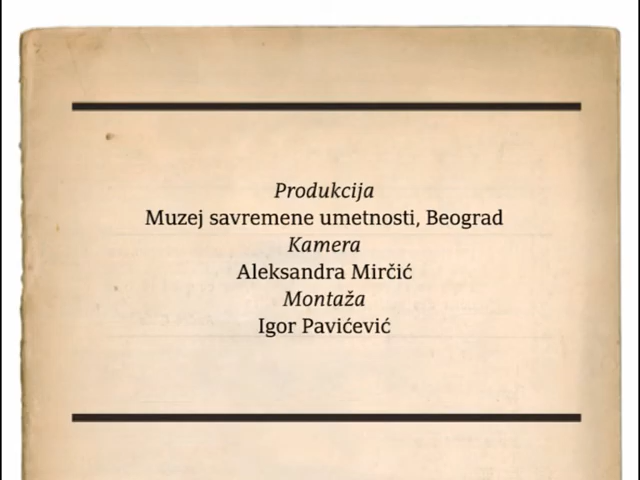 Produkcija
Muzej savremene umetnosti, Beograd
Kamera
Aleksandra Mirčić
Montaža
Igor Pavićević